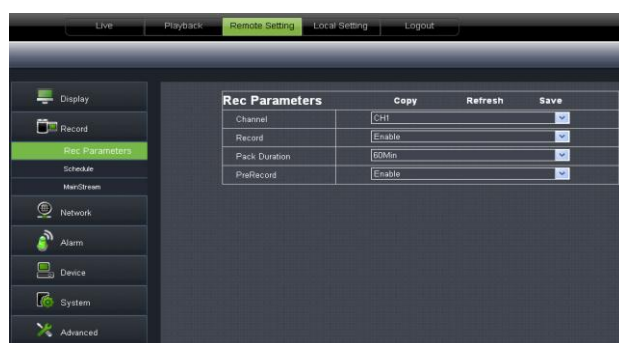 Live Playback Remote Setting Local Setting Logout
Display
Record
Rec Parameters
Schedule
MainStream
Network
Alarm
Device
System
Advanced
Rec Parameters Copy Refresh Save
Channel CH1
Record Enable
Pack Duration 60Min
PreRecord Enable